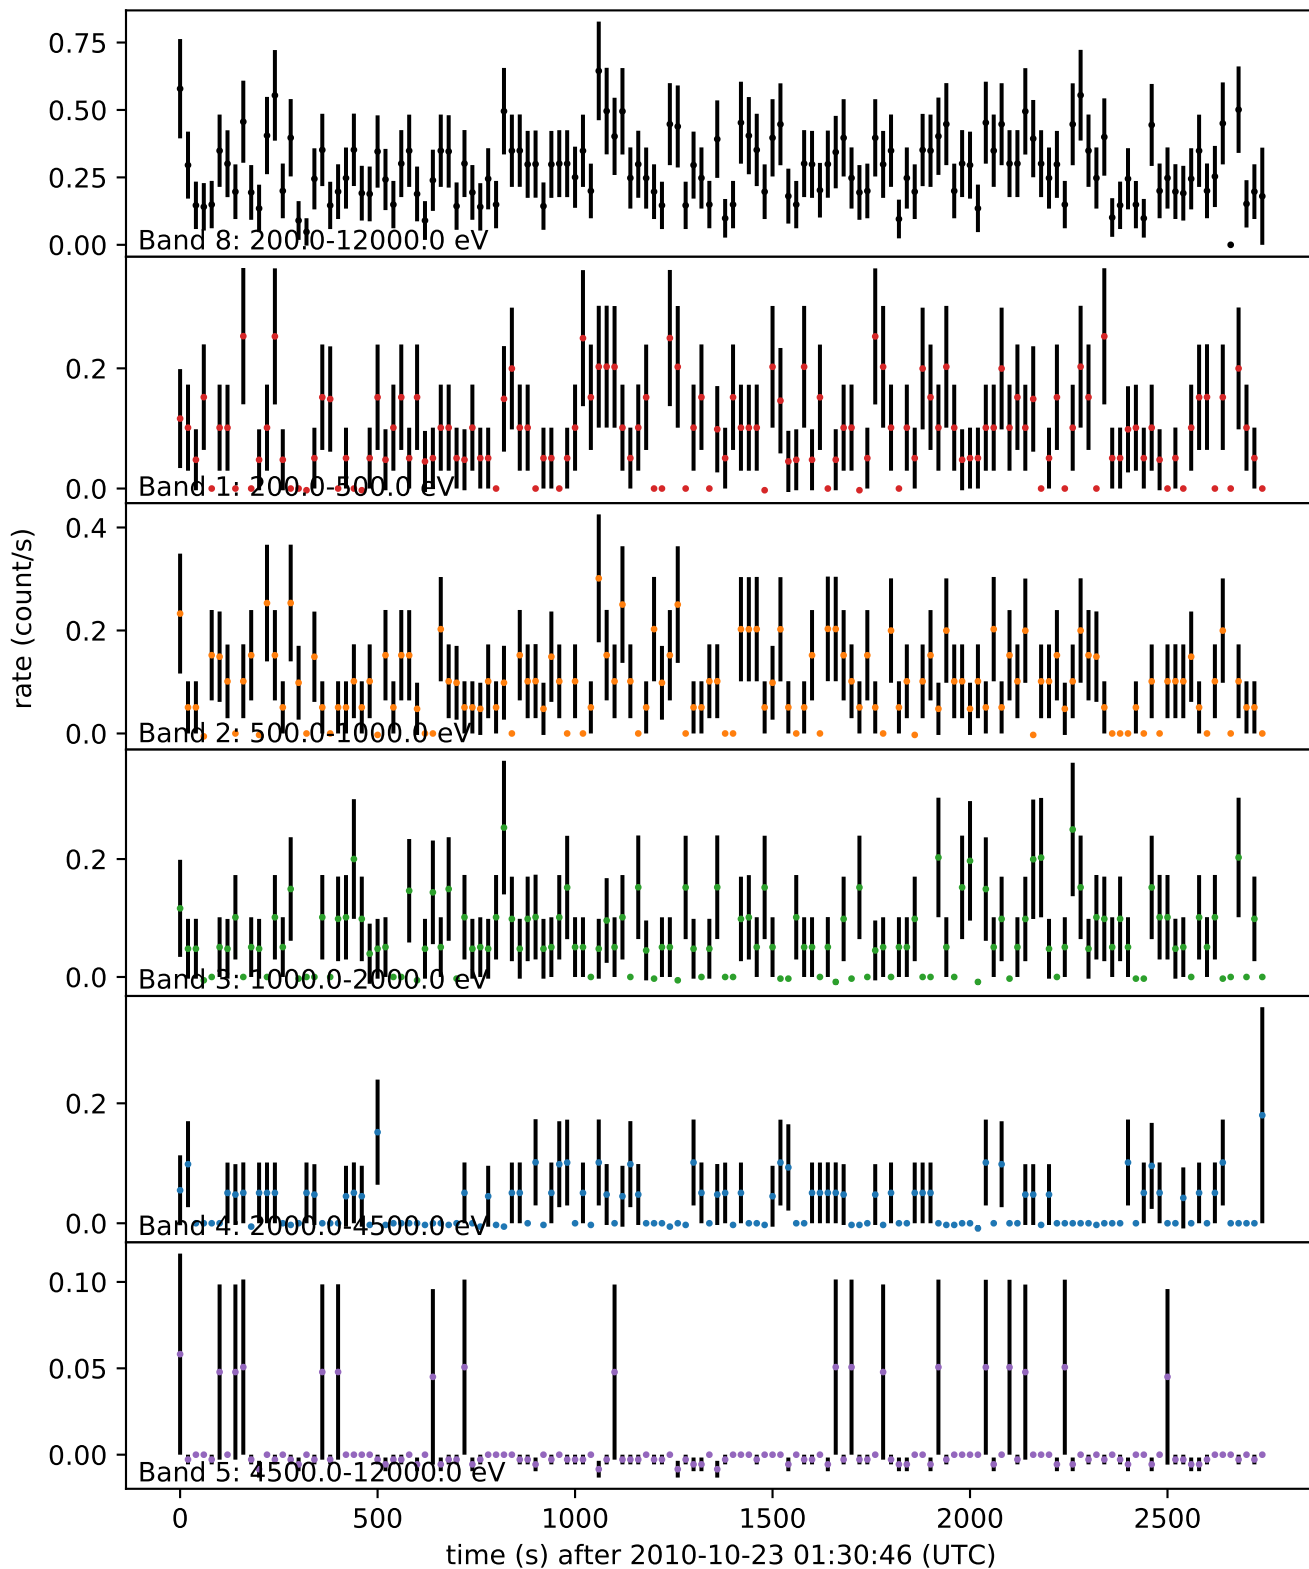 0.75
0.50
0.25
0.00
Band 8: 200.0-12000.0 eV
0.2
0.0
Band 1: 200.0-500.0 eV
rate (count/s)
0.4
0.2
0.0
Band 2: 500.0-1000.0 eV
0.2
0.0
Band 3: 1000.0-2000.0 eV
0.2
0.0
Band 4: 2000.0-4500.0 eV
0.10
0.05
0.00
Band 5: 4500.0-12000.0 eV
0 500 1000 1500 2000 2500
time (s) after 2010-10-23 01:30:46 (UTC)